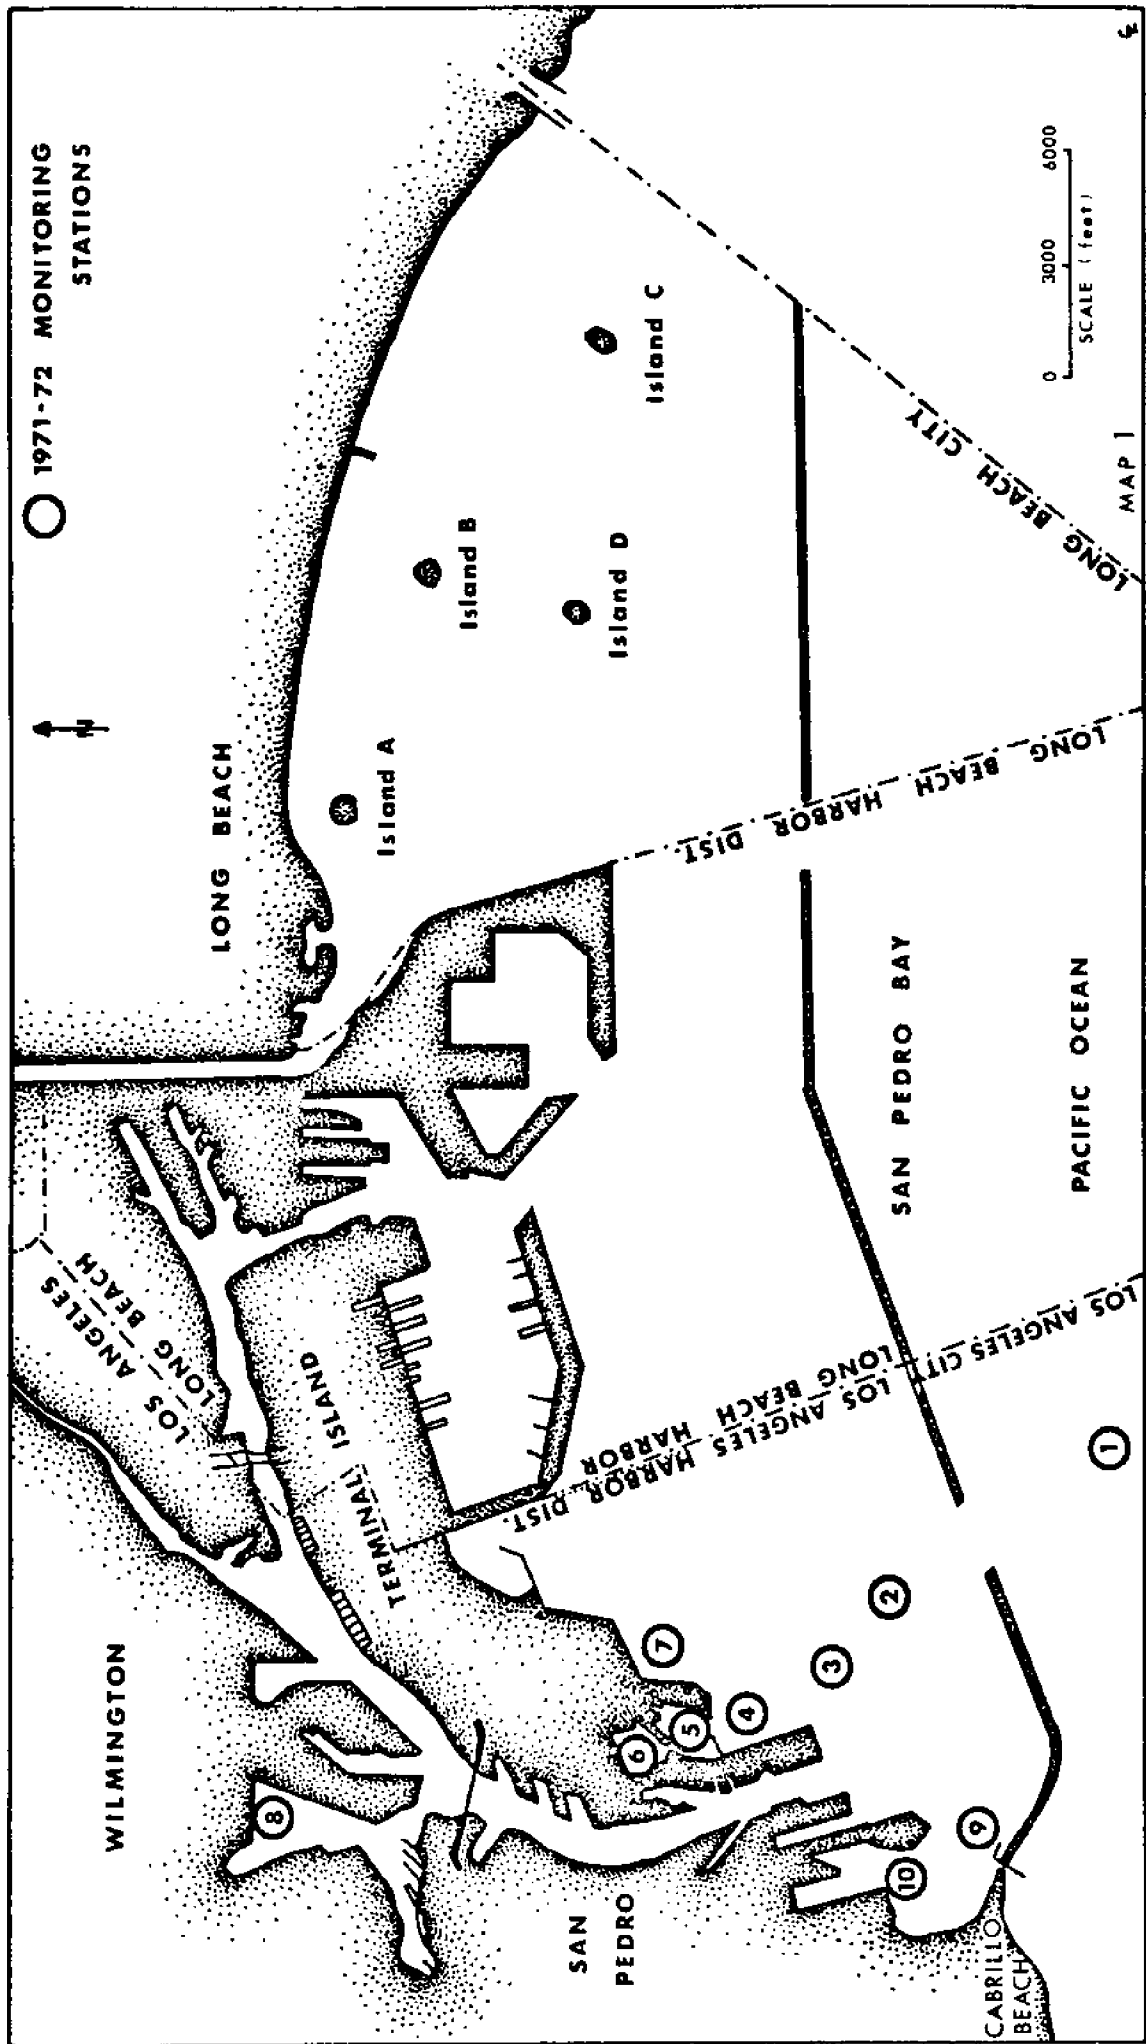 1971-72 MONITORING
STATIONS
WILMINGTON
LONG BEACH
LOS ANGELES
LONG BEACH
TERMINAL ISLAND
SAN
PEDRO
CABRILLO
BEACH
Island A
Island B
Island C
Island D
LOS ANGELES HARBOR DIST.
LONG BEACH HARBOR
LOS ANGELES CITY
LONG BEACH HARBOR DIST.
LONG BEACH CITY
SAN PEDRO BAY
PACIFIC OCEAN
1
2
3
4
5
6
7
8
9
10
N
0 3000 6000
SCALE ( feet )
MAP 1